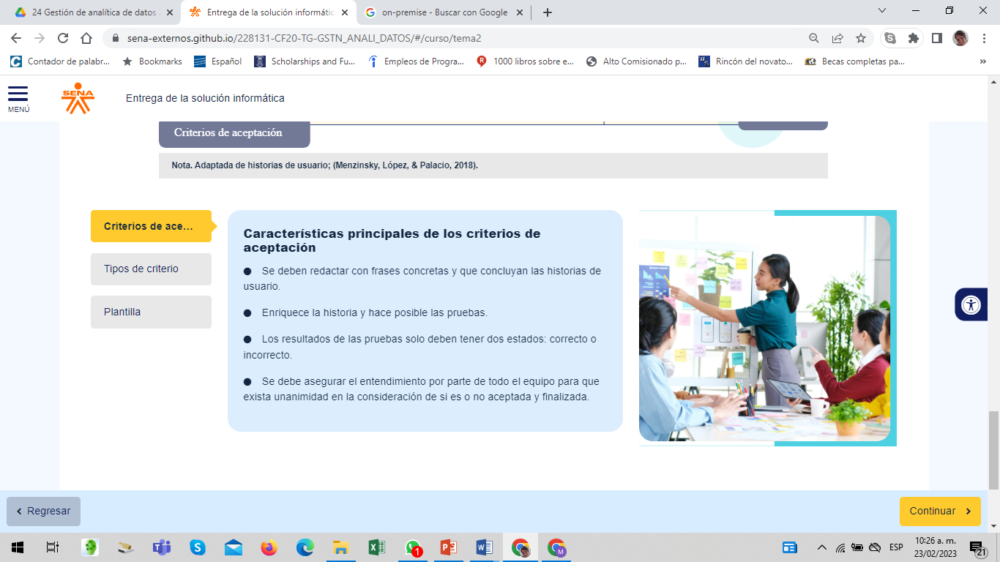 24 Gestión de analítica de datos
Entrega de la solución informátic
on-premise - Buscar con Google
sena-externos.github.io/228131-CF20-TG-GSTN_ANALI_DATOS/#/curso/tema2
Contador de palabr...
Bookmarks
Español
Scholarships and Fu...
Empleos de Progra...
1000 libros sobre e...
Alto Comisionado p...
Rincón del novato...
Becas completas pa...
MENÚ
SENA
Entrega de la solución informática
Criterios de aceptación
Nota. Adaptada de historias de usuario; (Menzinsky, López, & Palacio, 2018).
Criterios de ace...
Tipos de criterio
Plantilla
Características principales de los criterios de
aceptación
● Se deben redactar con frases concretas y que concluyan las historias de
usuario.
● Enriquece la historia y hace posible las pruebas.
● Los resultados de las pruebas solo deben tener dos estados: correcto o
incorrecto.
● Se debe asegurar el entendimiento por parte de todo el equipo para que
exista unanimidad en la consideración de si es o no aceptada y finalizada.
Regresar
Continuar
1
M
ESP
10:26 a. m.
23/02/2023
21